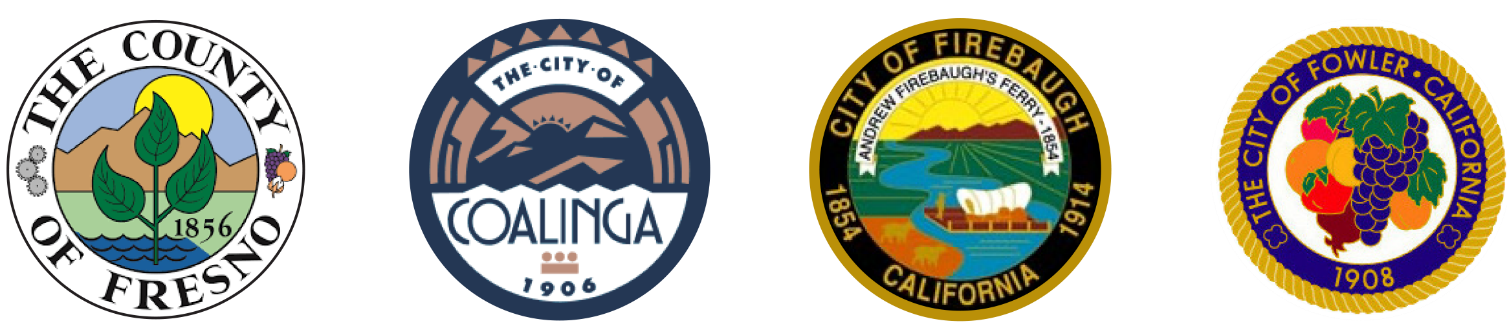 THE COUNTY
OF FRESNO
1856
THE·CITY·OF
COALINGA
1906
CITY OF FIREBAUGH
ANDREW FIREBAUGH'S FERRY-1854
1854
1914
CALIFORNIA
THE CITY OF FOWLER • CALIFORNIA
1908